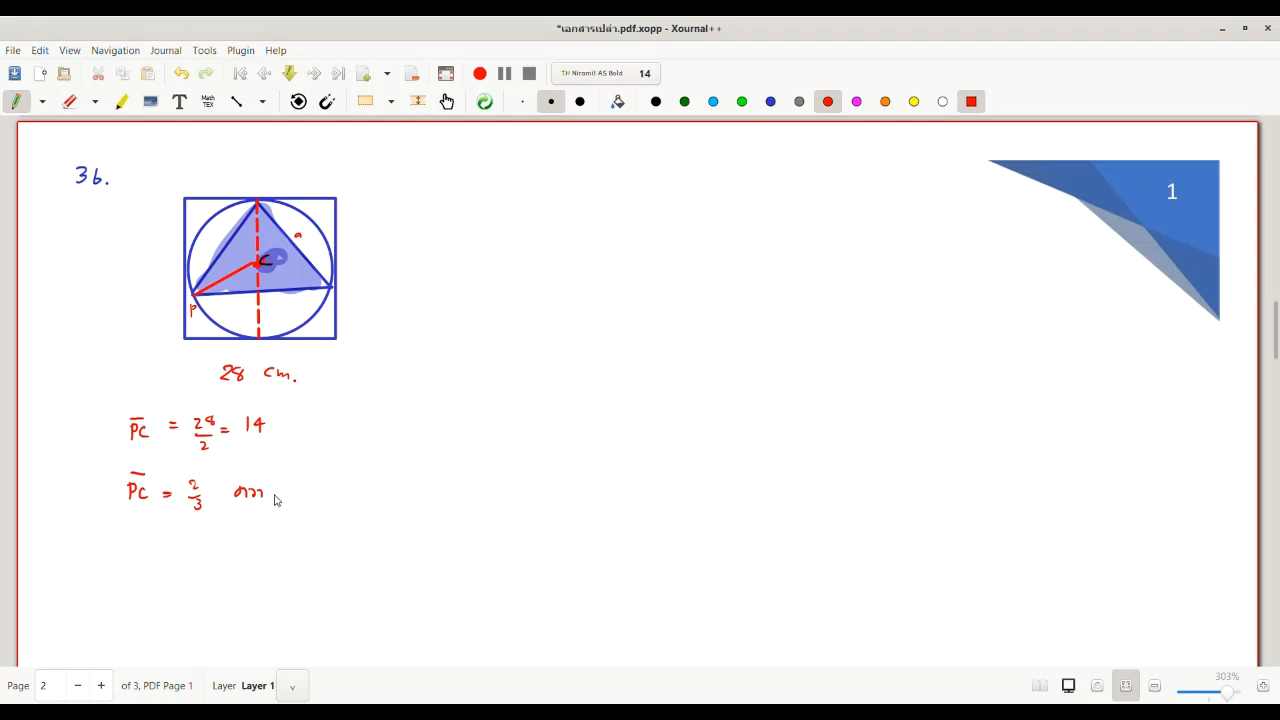 *เอกสารเปล่า.pdf.xopp - Xournal++
File Edit View Navigation Journal Tools Plugin Help
TH Niramit AS Bold 14
36.
1
a
C
P
28 cm.
PC = 28/2 = 14
PC = 2/3
Page 2 of 3, PDF Page 1 Layer Layer 1
303%